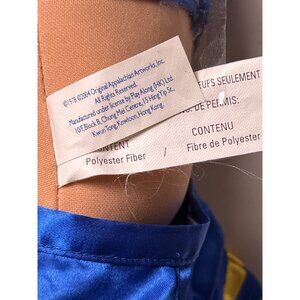 ©1978 ©2004 Original Appalachian Artworks, Inc.
All Rights Reserved.
Manufactured under license by Play Along (HK) Ltd
10/F, Block B, Chung Mei Centre, 15 Hing Yip St.,
Kwun Tong, Kowloon, Hong Kong.
EUFS SEULEMENT
O. DE PERMIS:
CONTENU
Fibre de Polyester
NTENT
Polyester Fiber /